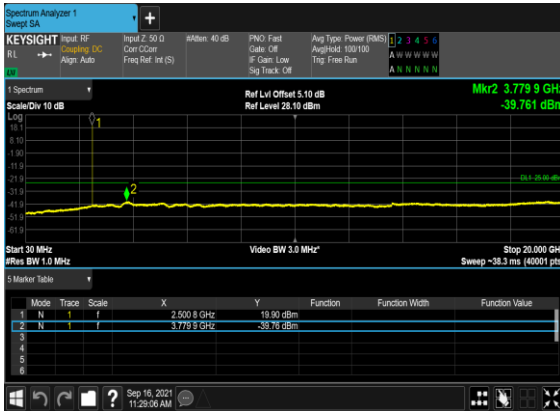 Spectrum Analyzer 1
Swept SA
+
KEYSIGHT Input: RF Input Z: 50 Ω #Atten: 40 dB PNO: Fast Avg Type: Power (RMS) 1 2 3 4 5 6
RL Coupling: DC Corr CCorr Gate: Off Avg|Hold: 100/100 A W W W W W
Align: Auto Freq Ref: Int (S) IF Gain: Low Trig: Free Run
Sig Track: Off A N N N N N
1 Spectrum Ref Lvl Offset 5.10 dB Mkr2 3.779 9 GHz
Scale/Div 10 dB Ref Level 28.10 dBm -39.761 dBm
Log
18.1
8.10
-1.90
-11.9
-21.9
-31.9
-41.9
-51.9
-61.9
1
2
DL1 -25.00 dBm
Start 30 MHz Video BW 3.0 MHz* Stop 20.000 GHz
#Res BW 1.0 MHz Sweep ~38.3 ms (40001 pts)
5 Marker Table
Mode Trace Scale X Y Function Function Width Function Value
1 N 1 f 2.500 8 GHz 19.90 dBm
2 N 1 f 3.779 9 GHz -39.76 dBm
3
4
5
6
? Sep 16, 2021
11:29:06 AM